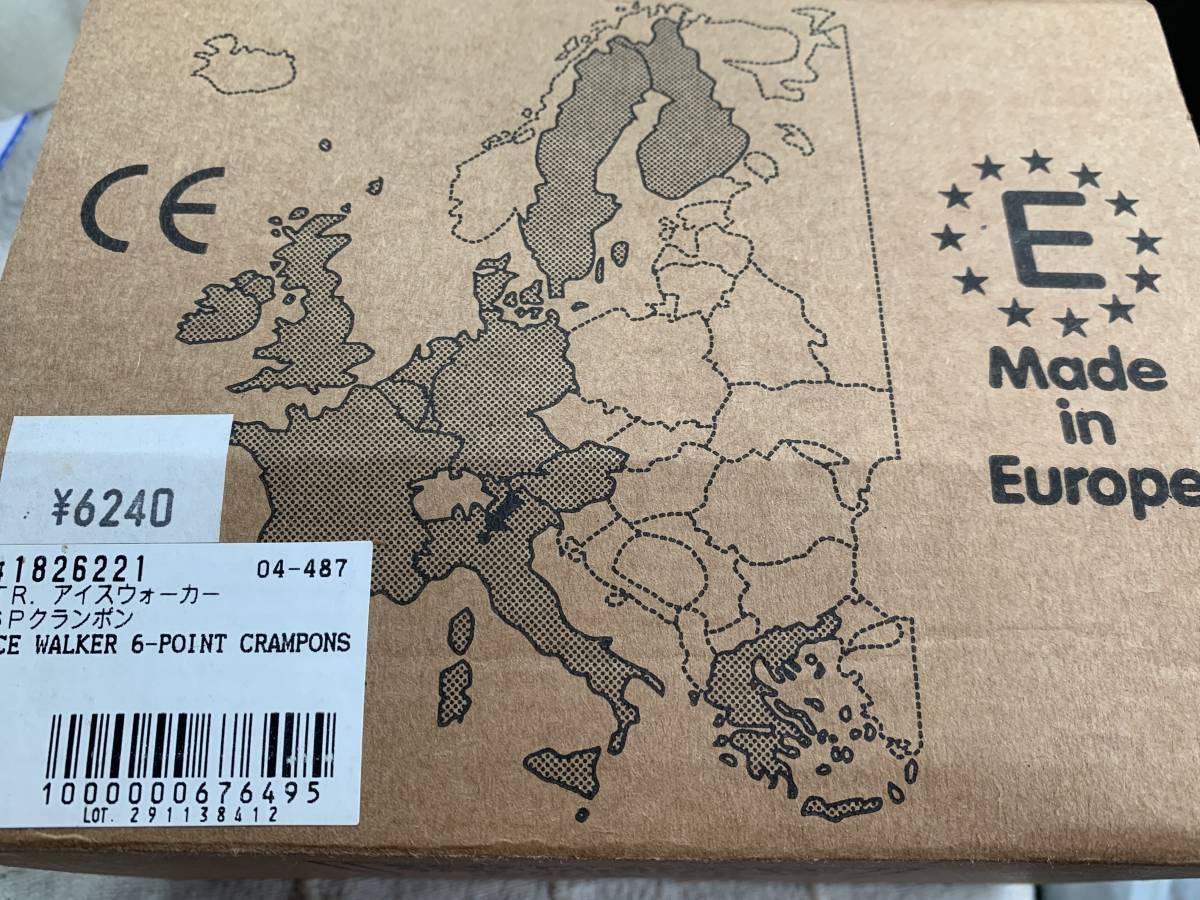 CE
E
Made
in
Europe
¥6240
1826221 04-487
TR. アイスウォーカー
SPクランポン
CE WALKER 6-POINT CRAMPONS
1000000676495
LOT. 291138412